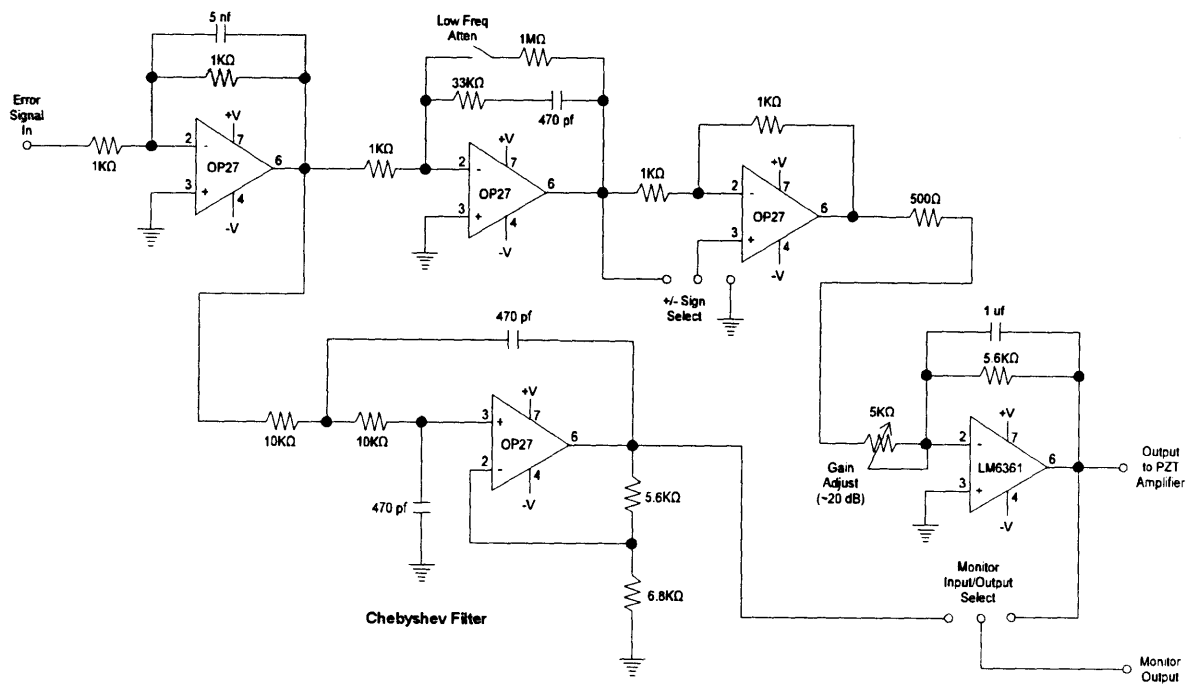 5 nf
1KΩ
Error
Signal
In
1KΩ
+V
2
-
7
OP27
6
3
+
4
-V
Low Freq
Atten
1MΩ
33KΩ
470 pf
1KΩ
+V
2
-
7
OP27
6
3
+
4
-V
1KΩ
1KΩ
+V
2
-
7
OP27
6
3
+
4
-V
500Ω
+/- Sign
Select
470 pf
10KΩ
10KΩ
+V
3
+
7
OP27
6
2
-
4
-V
470 pf
5.6KΩ
6.8KΩ
Chebyshev Filter
1 uf
5.6KΩ
5KΩ
Gain
Adjust
(~20 dB)
+V
2
-
7
LM6361
6
3
+
4
-V
Output
to PZT
Amplifier
Monitor
Input/Output
Select
Monitor
Output